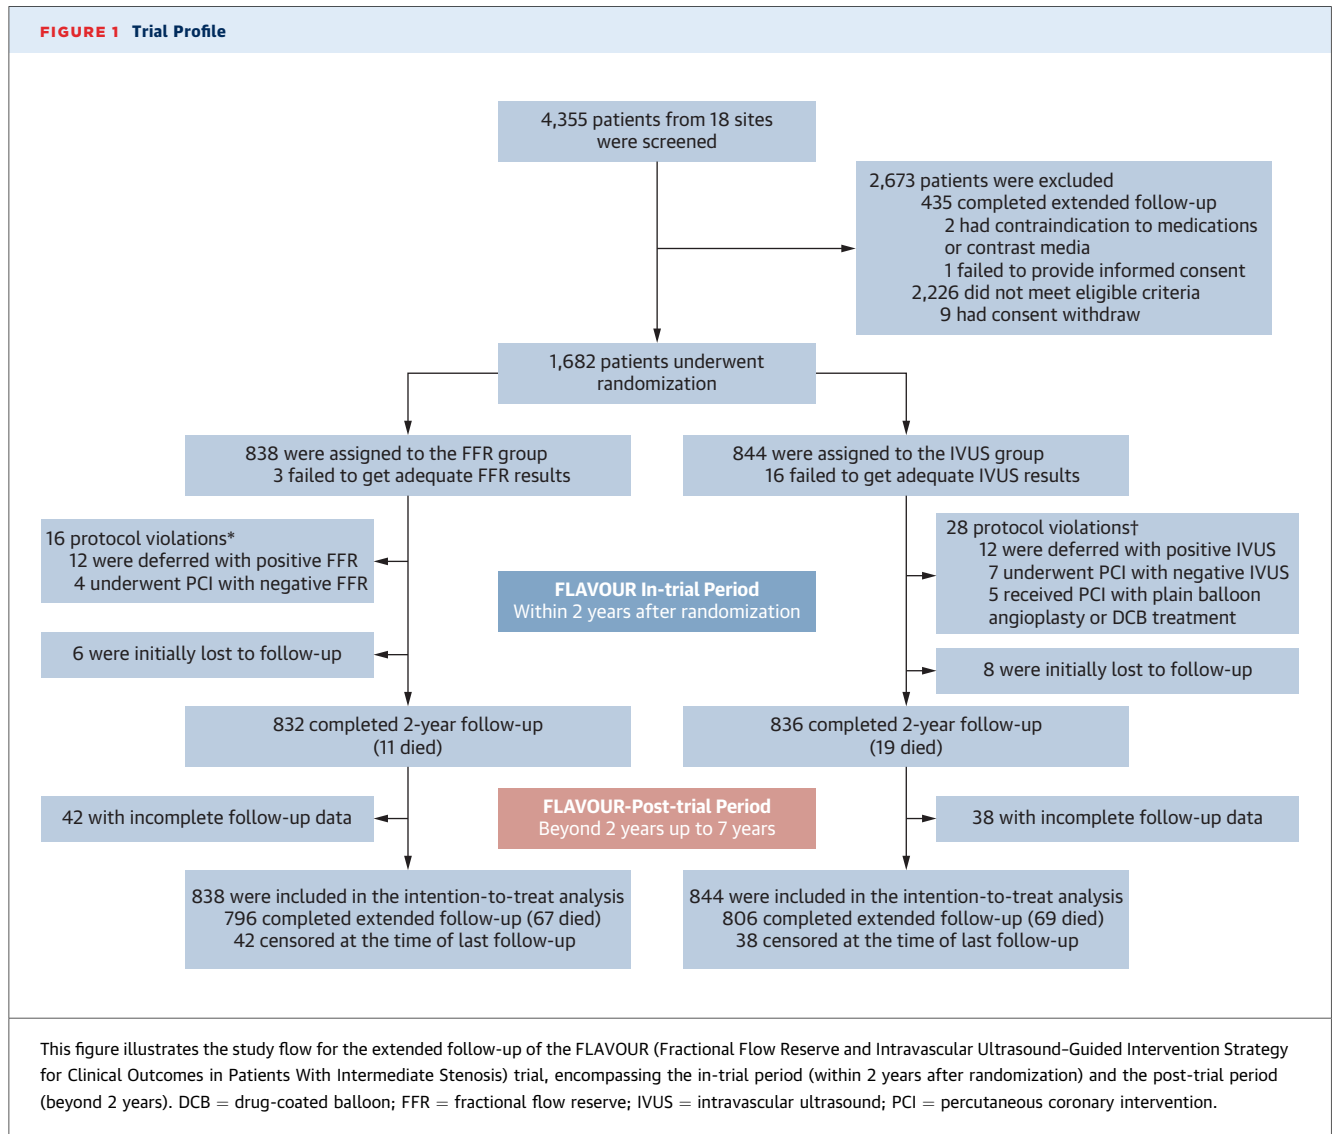 FIGURE 1 Trial Profile
4,355 patients from 18 sites
were screened
2,673 patients were excluded
435 completed extended follow-up
2 had contraindication to medications
or contrast media
1 failed to provide informed consent
2,226 did not meet eligible criteria
9 had consent withdraw
1,682 patients underwent
randomization
838 were assigned to the FFR group
3 failed to get adequate FFR results
844 were assigned to the IVUS group
16 failed to get adequate IVUS results
16 protocol violations*
12 were deferred with positive FFR
4 underwent PCI with negative FFR
28 protocol violations†
12 were deferred with positive IVUS
7 underwent PCI with negative IVUS
5 received PCI with plain balloon
angioplasty or DCB treatment
FLAVOUR In-trial Period
Within 2 years after randomization
6 were initially lost to follow-up
8 were initially lost to follow-up
832 completed 2-year follow-up
(11 died)
836 completed 2-year follow-up
(19 died)
42 with incomplete follow-up data
FLAVOUR-Post-trial Period
Beyond 2 years up to 7 years
38 with incomplete follow-up data
838 were included in the intention-to-treat analysis
796 completed extended follow-up (67 died)
42 censored at the time of last follow-up
844 were included in the intention-to-treat analysis
806 completed extended follow-up (69 died)
38 censored at the time of last follow-up
This figure illustrates the study flow for the extended follow-up of the FLAVOUR (Fractional Flow Reserve and Intravascular Ultrasound–Guided Intervention Strategy
for Clinical Outcomes in Patients With Intermediate Stenosis) trial, encompassing the in-trial period (within 2 years after randomization) and the post-trial period
(beyond 2 years). DCB = drug-coated balloon; FFR = fractional flow reserve; IVUS = intravascular ultrasound; PCI = percutaneous coronary intervention.